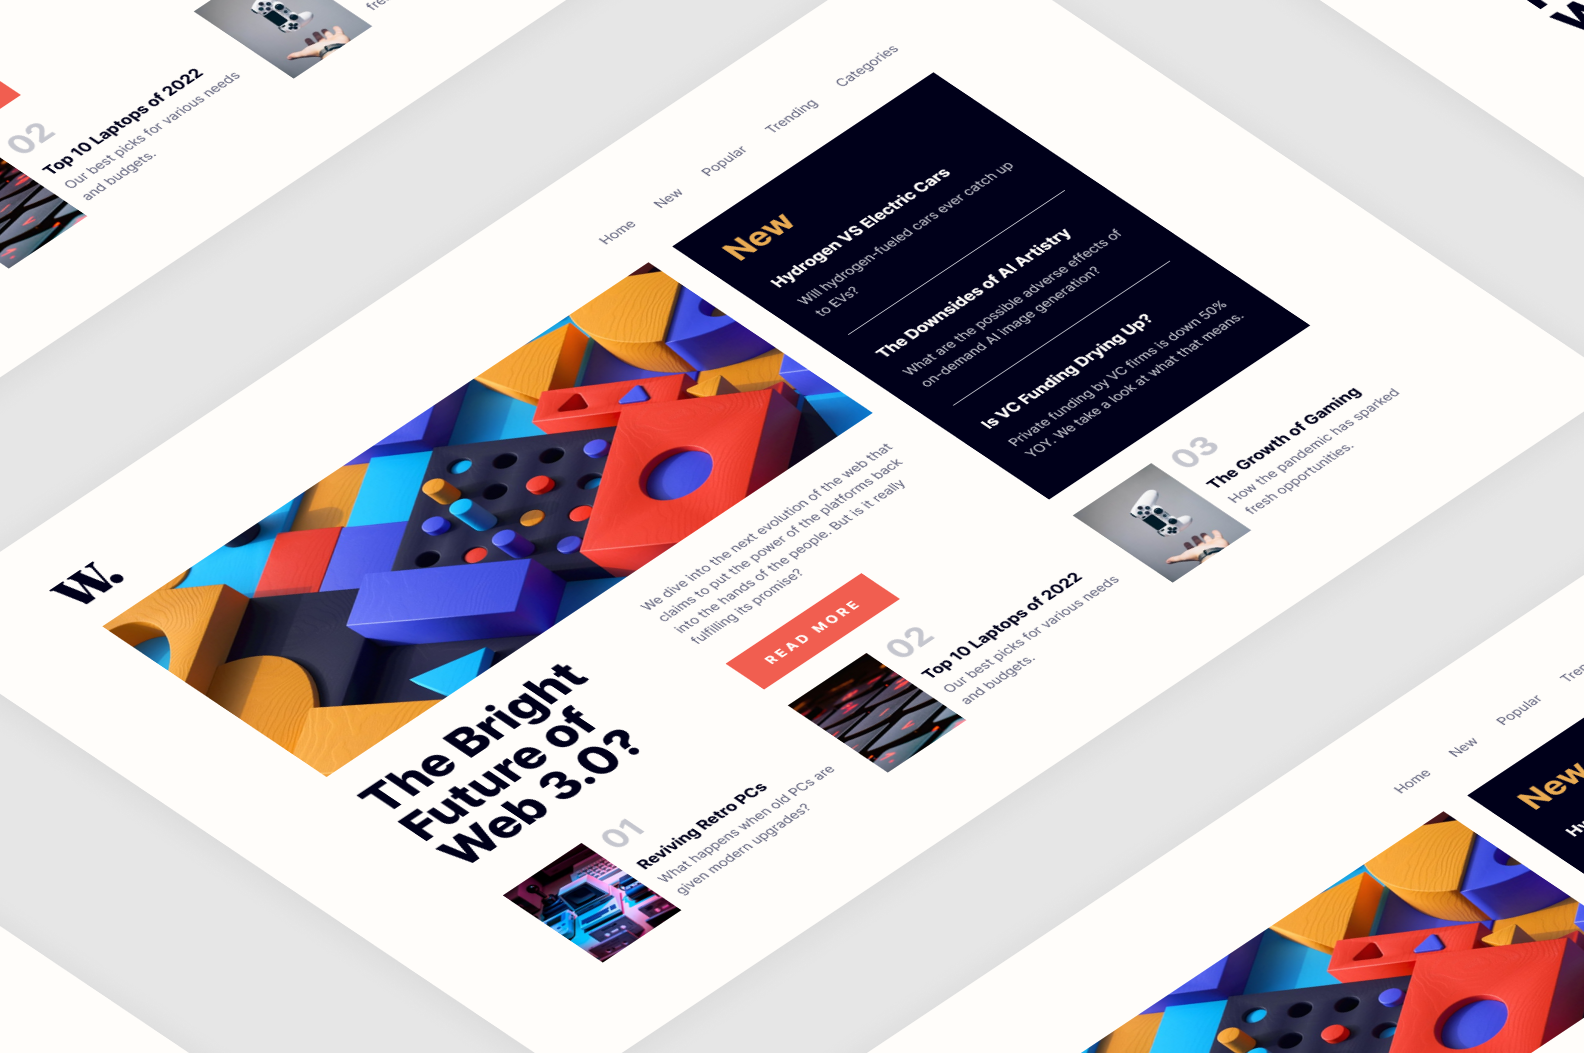 W.
Home
New
Popular
Trending
Categories
The Bright
Future of
Web 3.0?
We dive into the next evolution of the web that
claims to put the power of the platforms back
into the hands of the people. But is it really
fulfilling its promise?
READ MORE
New
Hydrogen VS Electric Cars
Will hydrogen-fueled cars ever catch up
to EVs?
The Downsides of AI Artistry
What are the possible adverse effects of
on-demand AI image generation?
Is VC Funding Drying Up?
Private funding by VC firms is down 50%
YOY. We take a look at what that means.
01
Reviving Retro PCs
What happens when old PCs are
given modern upgrades?
02
Top 10 Laptops of 2022
Our best picks for various needs
and budgets.
03
The Growth of Gaming
How the pandemic has sparked
fresh opportunities.
02
Top 10 Laptops of 2022
Our best picks for various needs
and budgets.
Home
New
Popular
New